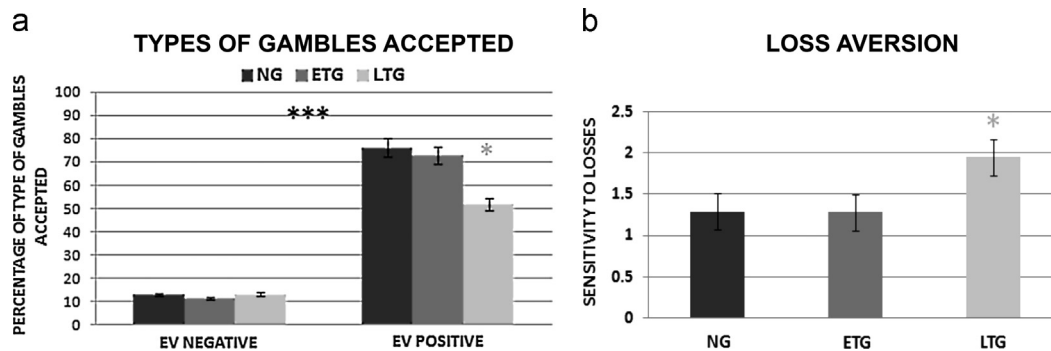 a
TYPES OF GAMBLES ACCEPTED
NG ETG LTG
PERCENTAGE OF TYPE OF GAMBLES
ACCEPTED
100
90
80
70
60
50
40
30
20
10
0
***
*
EV NEGATIVE EV POSITIVE
b
LOSS AVERSION
SENSITIVITY TO LOSSES
2.5
2
1.5
1
0.5
0
*
NG ETG LTG